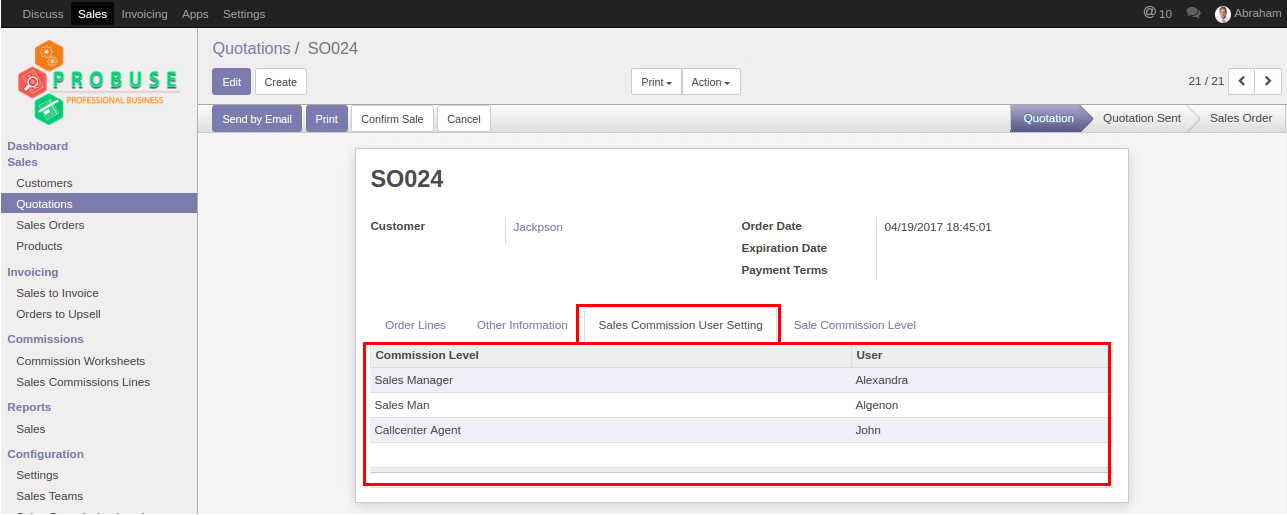 Discuss Sales Invoicing Apps Settings @ 10 Abraham
PROBUSE
PROFESSIONAL BUSINESS
Dashboard
Sales
Customers
Quotations
Sales Orders
Products
Invoicing
Sales to Invoice
Orders to Upsell
Commissions
Commission Worksheets
Sales Commissions Lines
Reports
Sales
Configuration
Settings
Sales Teams
Quotations / SO024
Edit Create Print Action 21 / 21
Send by Email Print Confirm Sale Cancel Quotation Quotation Sent Sales Order
SO024
Customer Jackpson Order Date 04/19/2017 18:45:01
Expiration Date
Payment Terms
Order Lines Other Information Sales Commission User Setting Sale Commission Level
Commission Level User
Sales Manager Alexandra
Sales Man Algenon
Callcenter Agent John